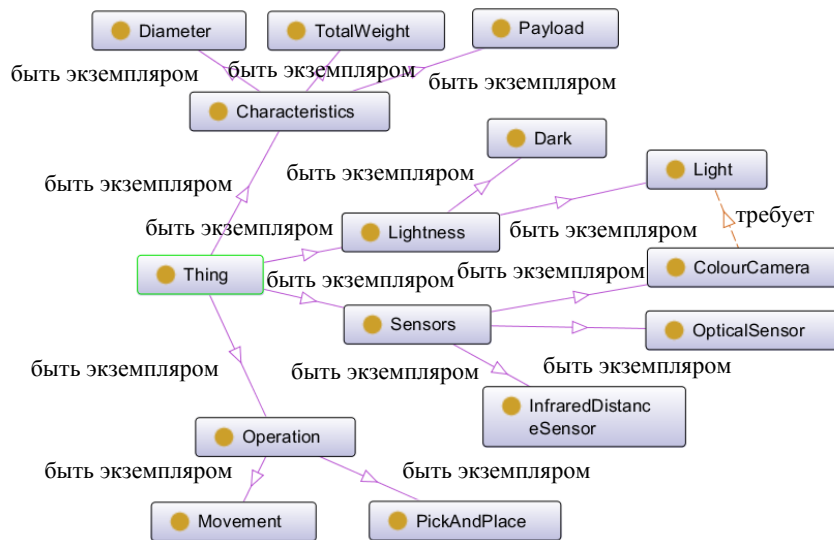 Diameter
TotalWeight
Payload
быть экземпляром
быть экземпляром
быть экземпляром
Characteristics
Dark
быть экземпляром
Light
быть экземпляром
быть экземпляром
Lightness
быть экземпляром
требует
Thing
быть экземпляром
быть экземпляром
ColourCamera
Sensors
OpticalSensor
быть экземпляром
быть экземпляром
быть экземпляром
InfraredDistanc
eSensor
Operation
быть экземпляром
быть экземпляром
Movement
PickAndPlace